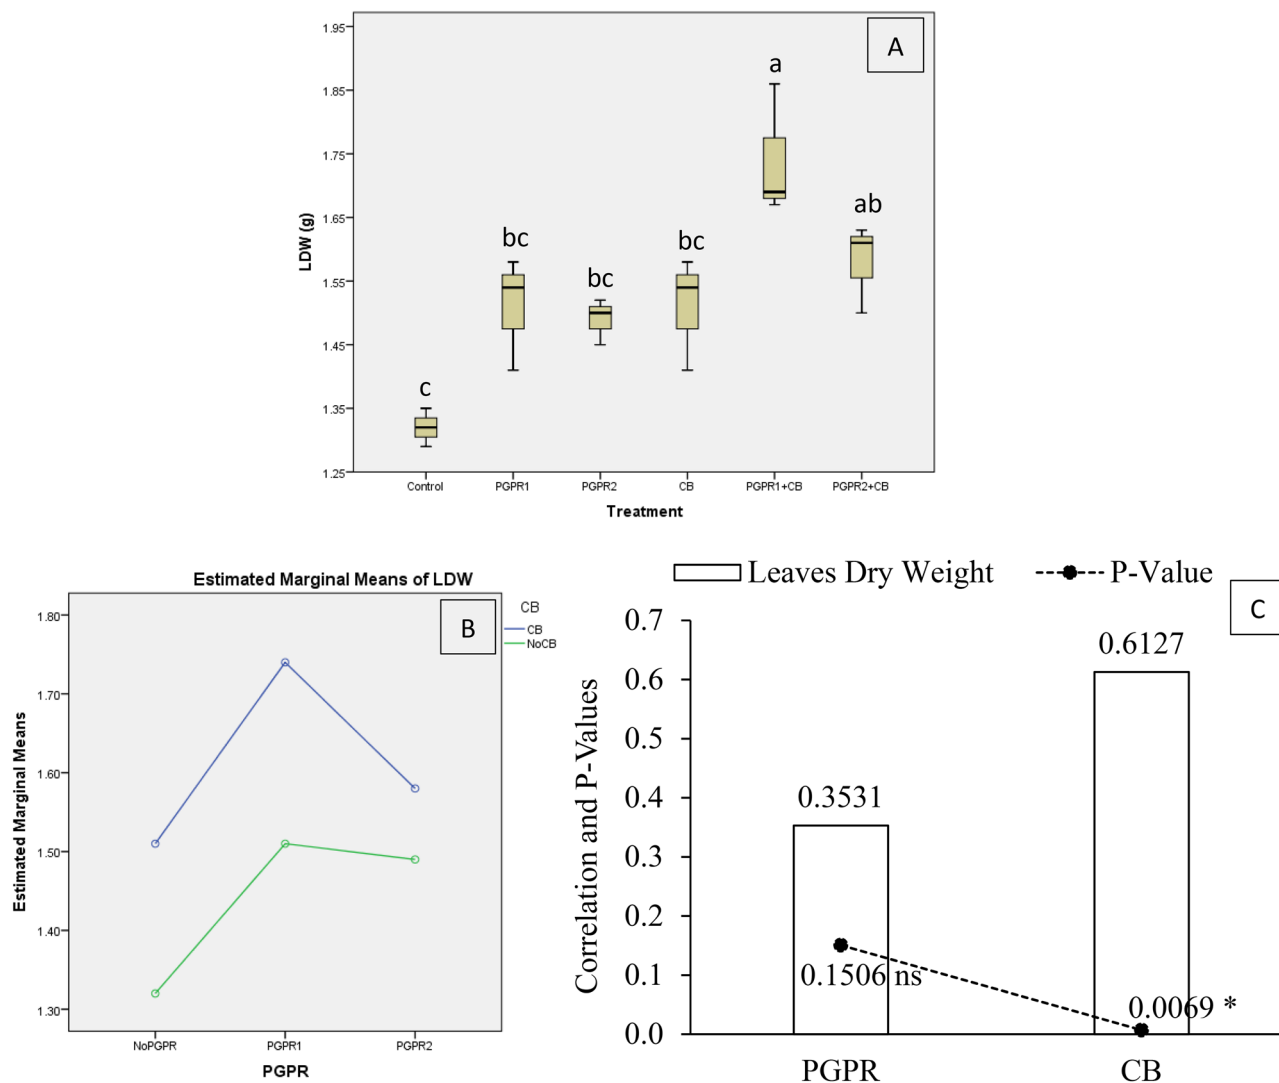 A
1.95
1.85
1.75
1.65
1.55
1.45
1.35
1.25
LDW (g)
a
ab
bc
bc
bc
c
Control PGPR1 PGPR2 CB PGPR1+CB PGPR2+CB
Treatment
Estimated Marginal Means of LDW
B
CB
CB
NoCB
1.80
1.70
1.60
1.50
1.40
1.30
Estimated Marginal Means
NoPGPR PGPR1 PGPR2
PGPR
Leaves Dry Weight P-Value
C
0.7
0.6
0.5
0.4
0.3
0.2
0.1
0.0
Correlation and P-Values
0.6127
0.3531
0.1506 ns
0.0069 *
PGPR CB